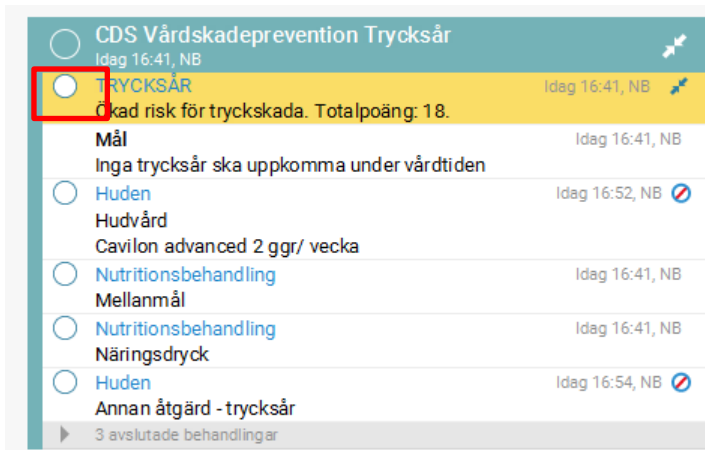 CDS Vårdskadeprevention Trycksår
Idag 16:41, NB
TRYCKSÅR Idag 16:41, NB
Ökad risk för tryckskada. Totalpoäng: 18.
Mål Idag 16:41, NB
Inga trycksår ska uppkomma under vårdtiden
Huden Idag 16:52, NB
Hudvård
Cavilon advanced 2 ggr/ vecka
Nutritionsbehandling Idag 16:41, NB
Mellanmål
Nutritionsbehandling Idag 16:41, NB
Näringsdryck
Huden Idag 16:54, NB
Annan åtgärd - trycksår
3 avslutade behandlingar